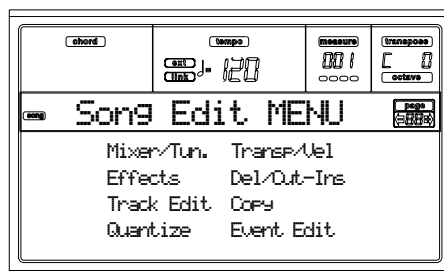 chord tempo measure transpose
ext link ♩= 120 001 C 0
octave
song Song Edit MENU page
Mixer/Tun. Transp/Vel
Effects Del/Cut-Ins
Track Edit Copy
Quantize Event Edit